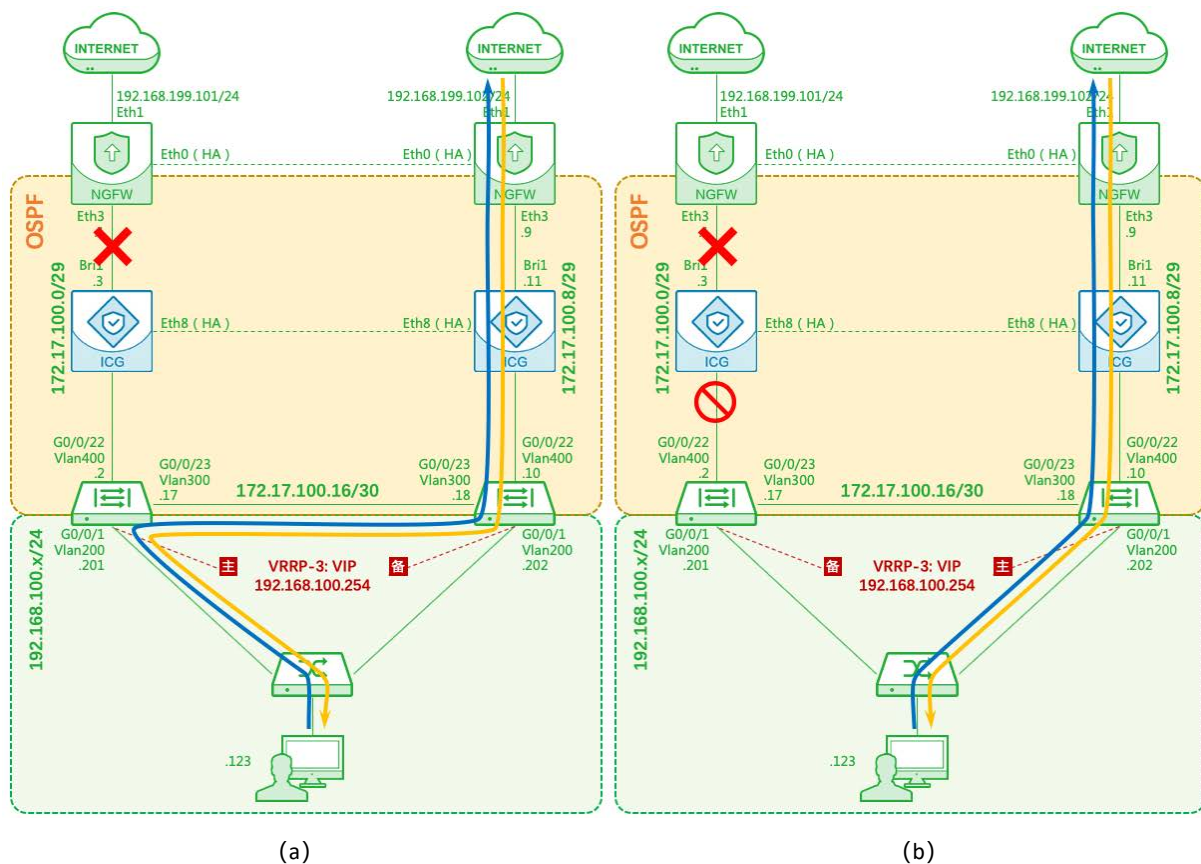 INTERNET
INTERNET
192.168.199.101/24
Eth1
192.168.199.102/24
Eth1
Eth0 ( HA )
Eth0 ( HA )
NGFW
NGFW
OSPF
Eth3
Eth3
.9
Bri1
.3
Bri1
.11
172.17.100.0/29
172.17.100.8/29
Eth8 ( HA )
Eth8 ( HA )
ICG
ICG
G0/0/22
Vlan400
.2
G0/0/23
Vlan300
.17
172.17.100.16/30
G0/0/23
Vlan300
.18
G0/0/22
Vlan400
.10
G0/0/1
Vlan200
.201
主
VRRP-3: VIP
192.168.100.254
备
G0/0/1
Vlan200
.202
192.168.100.x/24
.123
(a)
INTERNET
INTERNET
192.168.199.101/24
Eth1
192.168.199.102/24
Eth1
Eth0 ( HA )
Eth0 ( HA )
NGFW
NGFW
OSPF
Eth3
Eth3
.9
Bri1
.3
Bri1
.11
172.17.100.0/29
172.17.100.8/29
Eth8 ( HA )
Eth8 ( HA )
ICG
ICG
G0/0/22
Vlan400
.2
G0/0/23
Vlan300
.17
172.17.100.16/30
G0/0/23
Vlan300
.18
G0/0/22
Vlan400
.10
G0/0/1
Vlan200
.201
备
VRRP-3: VIP
192.168.100.254
主
G0/0/1
Vlan200
.202
192.168.100.x/24
.123
(b)